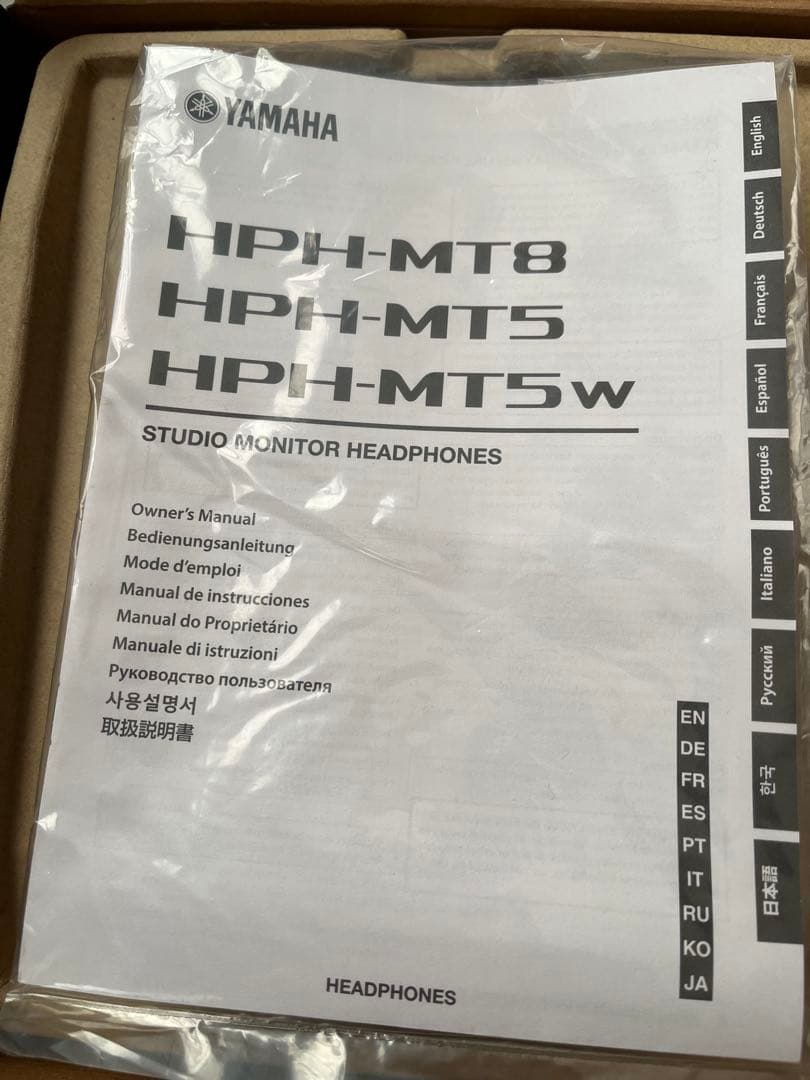 YAMAHA
HPH-MT8
HPH-MT5
HPH-MT5W
STUDIO MONITOR HEADPHONES
Owner's Manual
Bedienungsanleitung
Mode d'emploi
Manual de instrucciones
Manual do Proprietário
Manuale di istruzioni
Руководство пользователя
사용설명서
取扱説明書
English
Deutsch
Français
Español
Português
Italiano
Русский
한국
日本語
EN
DE
FR
ES
PT
IT
RU
KO
JA
HEADPHONES